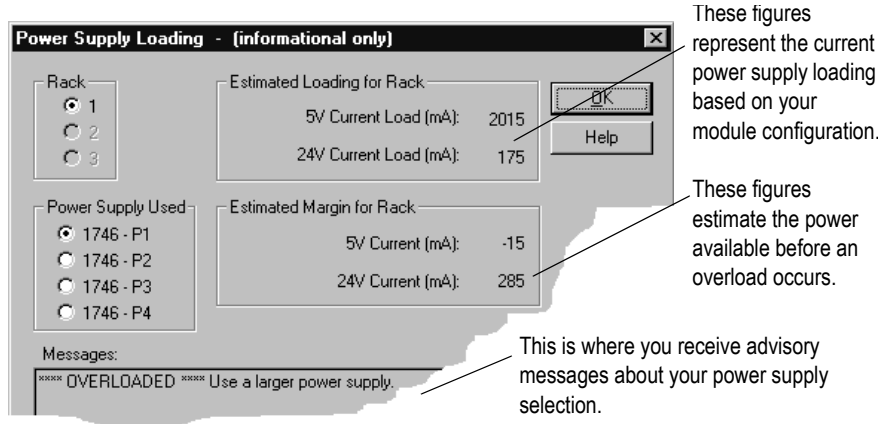 Power Supply Loading - (informational only)
Rack
1
2
3
Estimated Loading for Rack
5V Current Load (mA): 2015
24V Current Load (mA): 175
OK
Help
Power Supply Used
1746 - P1
1746 - P2
1746 - P3
1746 - P4
Estimated Margin for Rack
5V Current (mA): -15
24V Current (mA): 285
Messages:
**** OVERLOADED **** Use a larger power supply.
These figures
represent the current
power supply loading
based on your
module configuration.
These figures
estimate the power
available before an
overload occurs.
This is where you receive advisory
messages about your power supply
selection.